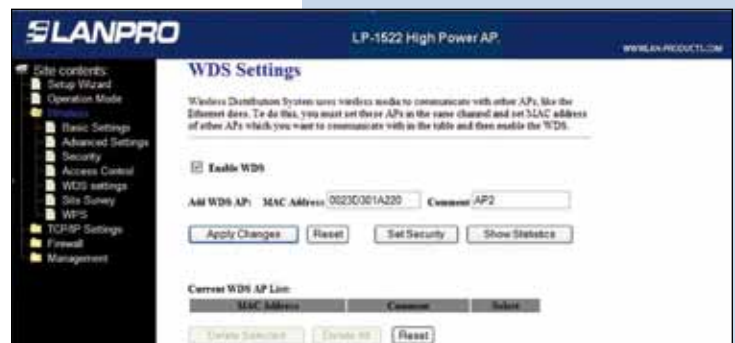 SLANPRO
LP-1522 High Power AP.
WWW.LAN-PRODUCTS.COM
Site contents:
Setup Wizard
Operation Mode
Wireless
Basic Settings
Advanced Settings
Security
Access Control
WDS settings
Site Survey
WPS
TCP/IP Settings
Firewall
Management
WDS Settings
Wireless Distribution System uses wireless media to communicate with other APs, like the
Ethernet does. To do this, you must set these APs in the same channel and set MAC address
of other APs which you want to communicate with in the table and then enable the WDS.
Enable WDS
Add WDS AP: MAC Address 0023D301A220 Comment AP2
Apply Changes Reset Set Security Show Statistics
Current WDS AP List:
MAC Address Comment Select
Delete Selected Delete All Reset